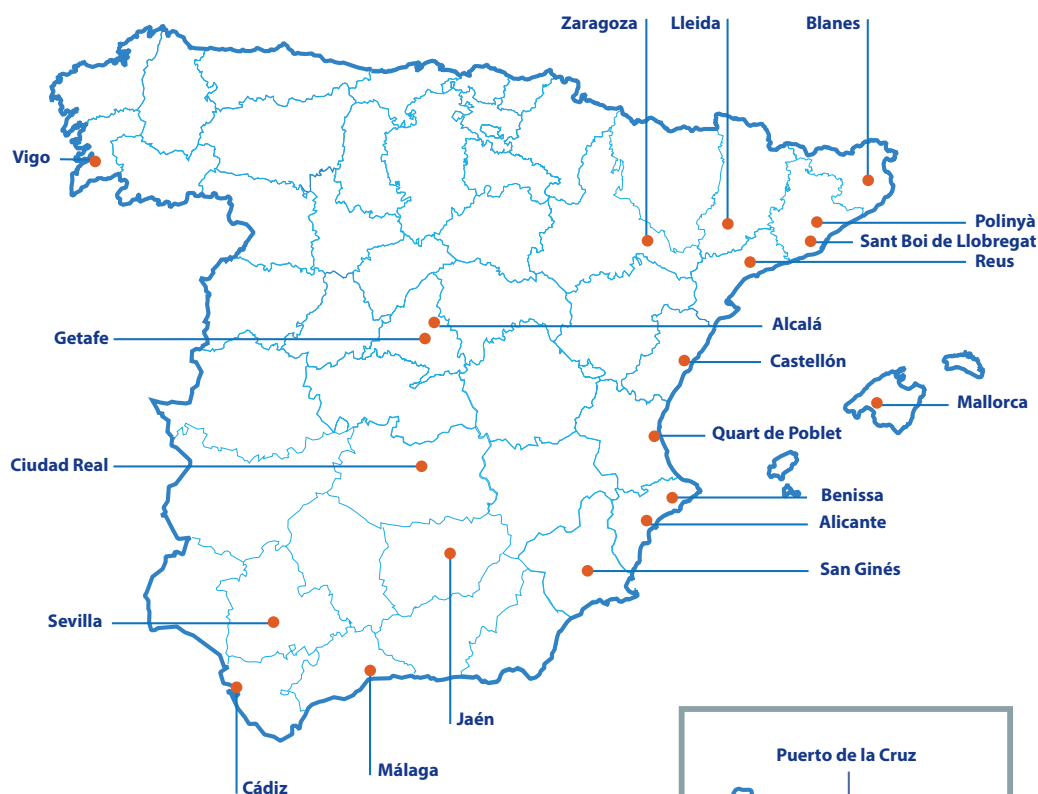 Zaragoza
Lleida
Blanes
Vigo
Polinyà
Sant Boi de Llobregat
Reus
Alcalá
Getafe
Castellón
Mallorca
Quart de Poblet
Ciudad Real
Benissa
Alicante
San Ginés
Sevilla
Jaén
Puerto de la Cruz
Málaga
Cádiz